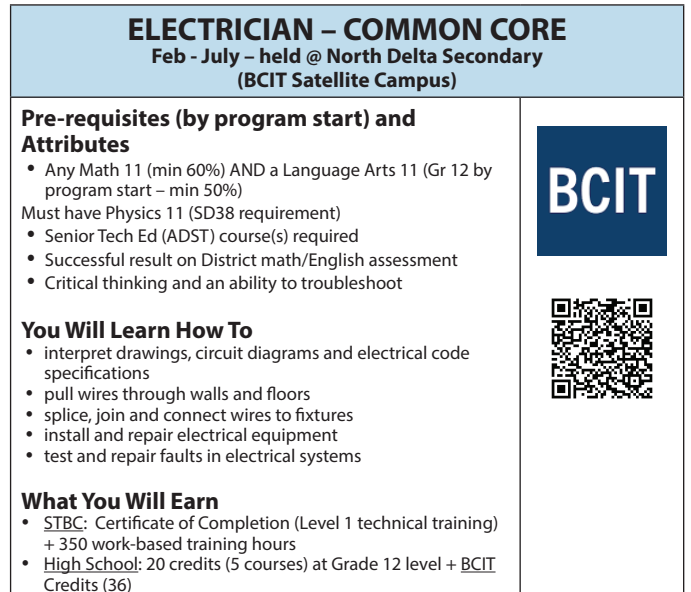 ELECTRICIAN – COMMON CORE
Feb - July – held @ North Delta Secondary
(BCIT Satellite Campus)
Pre-requisites (by program start) and
Attributes
• Any Math 11 (min 60%) AND a Language Arts 11 (Gr 12 by
program start – min 50%)
Must have Physics 11 (SD38 requirement)
• Senior Tech Ed (ADST) course(s) required
• Successful result on District math/English assessment
• Critical thinking and an ability to troubleshoot
You Will Learn How To
• interpret drawings, circuit diagrams and electrical code
specifications
• pull wires through walls and floors
• splice, join and connect wires to fixtures
• install and repair electrical equipment
• test and repair faults in electrical systems
What You Will Earn
• STBC: Certificate of Completion (Level 1 technical training)
+ 350 work-based training hours
• High School: 20 credits (5 courses) at Grade 12 level + BCIT
Credits (36)
BCIT